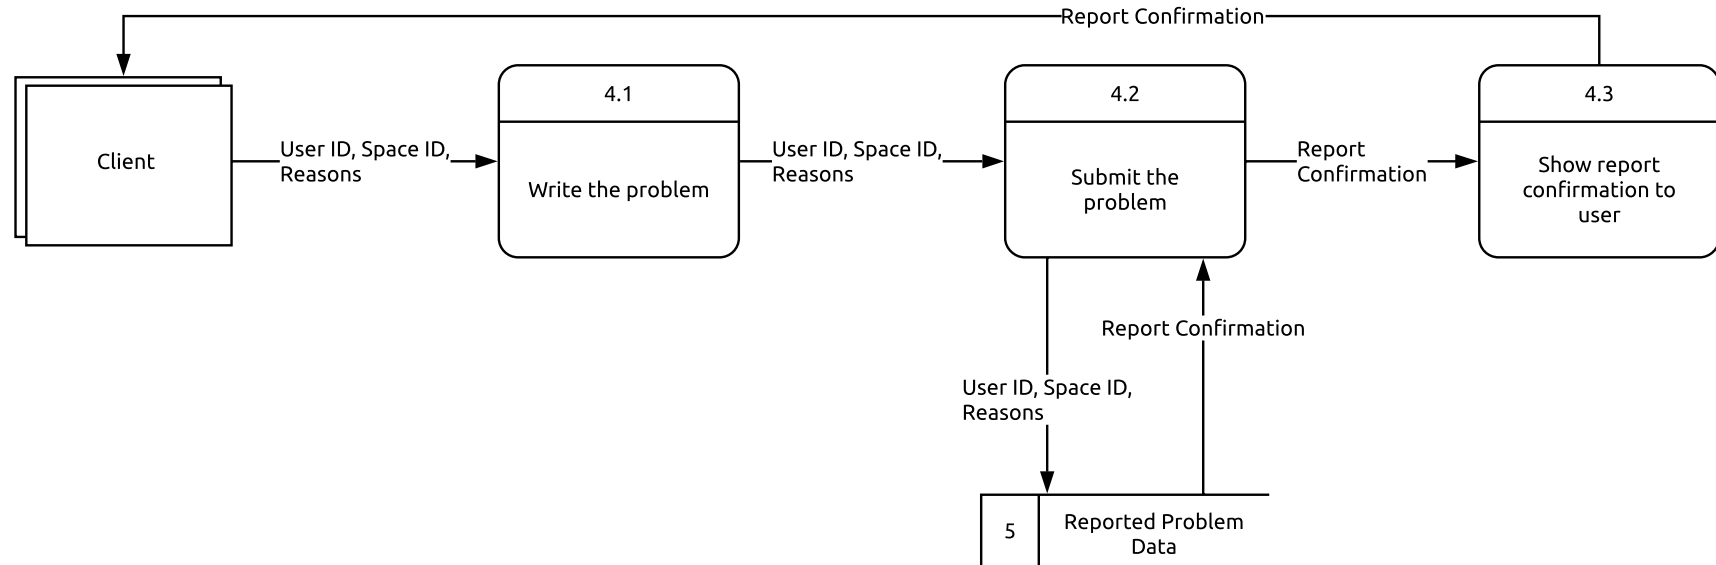 Report Confirmation
4.1
4.2
4.3
Client
User ID, Space ID,
Reasons
Write the problem
User ID, Space ID,
Reasons
Submit the
problem
Report
Confirmation
Show report
confirmation to
user
Report Confirmation
User ID, Space ID,
Reasons
5
Reported Problem
Data